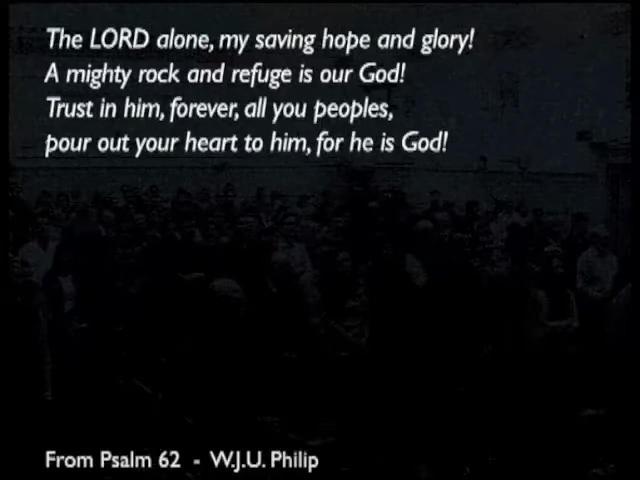 The LORD alone, my saving hope and glory!
A mighty rock and refuge is our God!
Trust in him, forever, all you peoples,
pour out your heart to him, for he is God!
From Psalm 62 - W.J.U. Philip